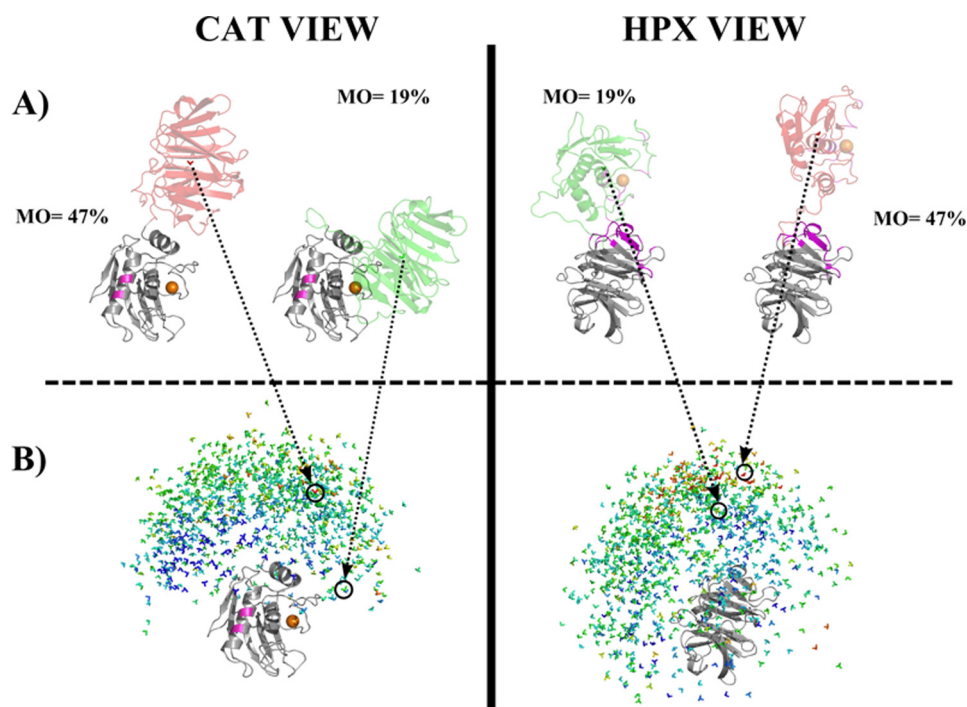 CAT VIEW
HPX VIEW
A)
MO= 19%
MO= 47%
MO= 19%
MO= 47%
B)